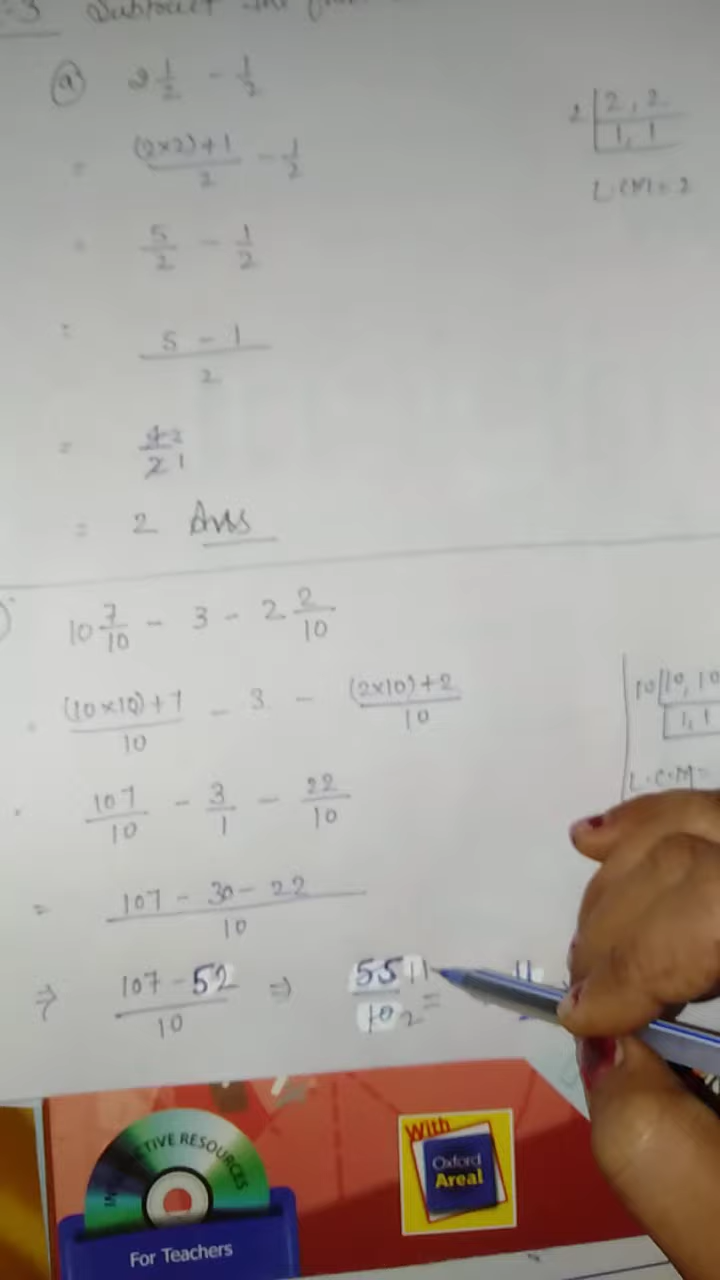 3 Subtract the
(a) 2 1/2 - 1/2
= (2×2)+1/2 - 1/2
= 5/2 - 1/2
= 5 - 1/2
= 4 2/2 1
= 2 Ans
2 | 2, 2
1, 1
L.CM= 2
10 7/10 - 3 - 2 2/10
(10×10)+7/10 - 3 - (2×10)+2/10
107/10 - 3/1 - 22/10
= 107 - 30 - 22/10
⇒ 107 - 52/10 ⇒ 55 11/10 2 = 11
10 | 10, 10
1, 1
L.C.M=
INTERACTIVE RESOURCES
For Teachers
With
Oxford
Areal